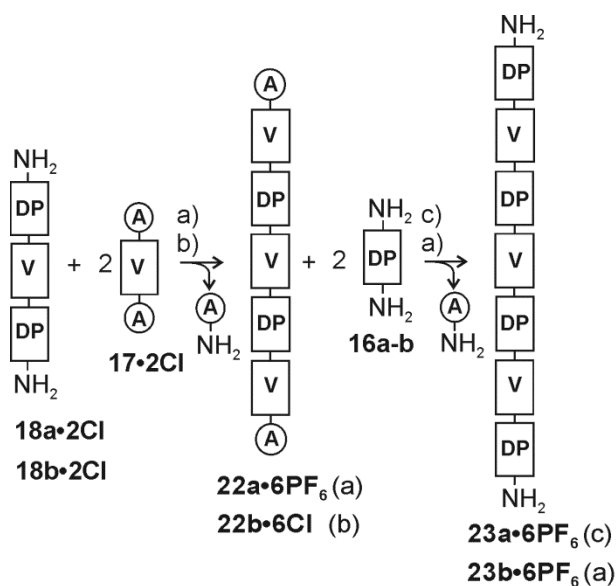 NH₂
DP
V
DP
NH₂
18a•2Cl
18b•2Cl
+ 2
A
V
A
17•2Cl
a)
b)
A
NH₂
A
V
DP
V
DP
V
A
22a•6PF₆ (a)
22b•6Cl (b)
+ 2
NH₂
DP
NH₂
16a-b
c)
a)
A
NH₂
NH₂
DP
V
DP
V
DP
V
DP
NH₂
23a•6PF₆ (c)
23b•6PF₆ (a)